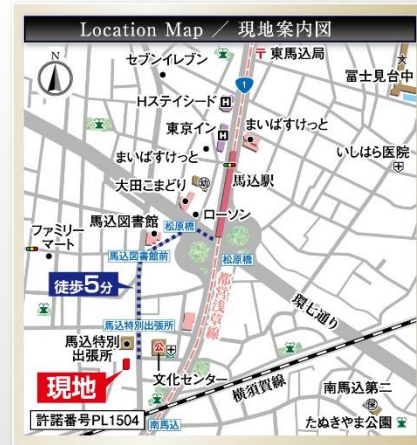 Location Map ／ 現地案内図
N
セブンイレブン
〒東馬込局
1
冨士見台中
Hステイシード H
東京イン H
まいばすけっと
まいばすけっと
いしはら医院
馬込駅
大田こまどり 幼
ローソン
馬込図書館
松原橋
ファミリー
マート
馬込図書館前
松原橋
徒歩5分
都営浅草線
環七通り
馬込特別出張所
馬込特別
出張所
公
現地
文化センター
横須賀線
南馬込第二
許諾番号PL1504
南馬込
たぬきやま公園